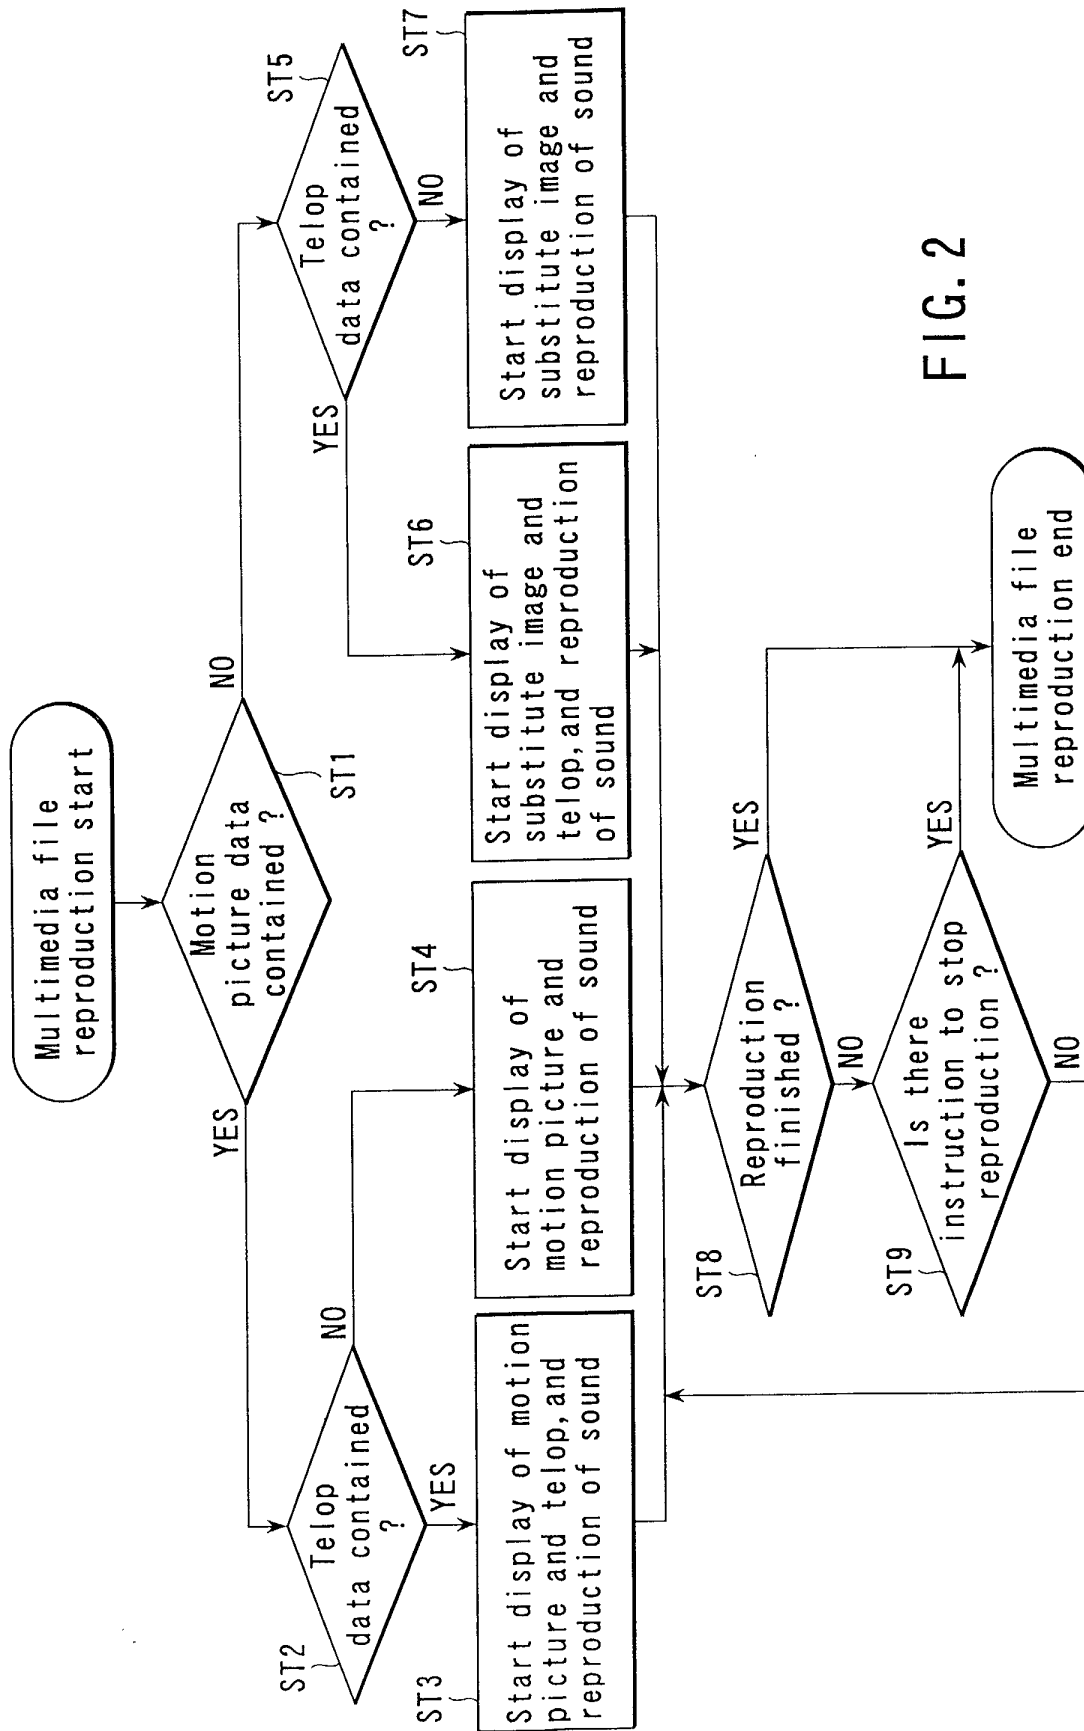 Multimedia file
reproduction start
Motion
picture data
contained ?
ST1
YES
NO
ST2
Telop
data contained
?
NO
YES
ST5
Telop
data contained
?
YES
NO
ST3
Start display of motion
picture and telop, and
reproduction of sound
ST4
Start display of
motion picture and
reproduction of sound
ST6
Start display of
substitute image and
telop, and reproduction
of sound
ST7
Start display of
substitute image and
reproduction of sound
ST8
Reproduction
finished ?
YES
NO
ST9
Is there
instruction to stop
reproduction ?
YES
NO
Multimedia file
reproduction end
FIG. 2